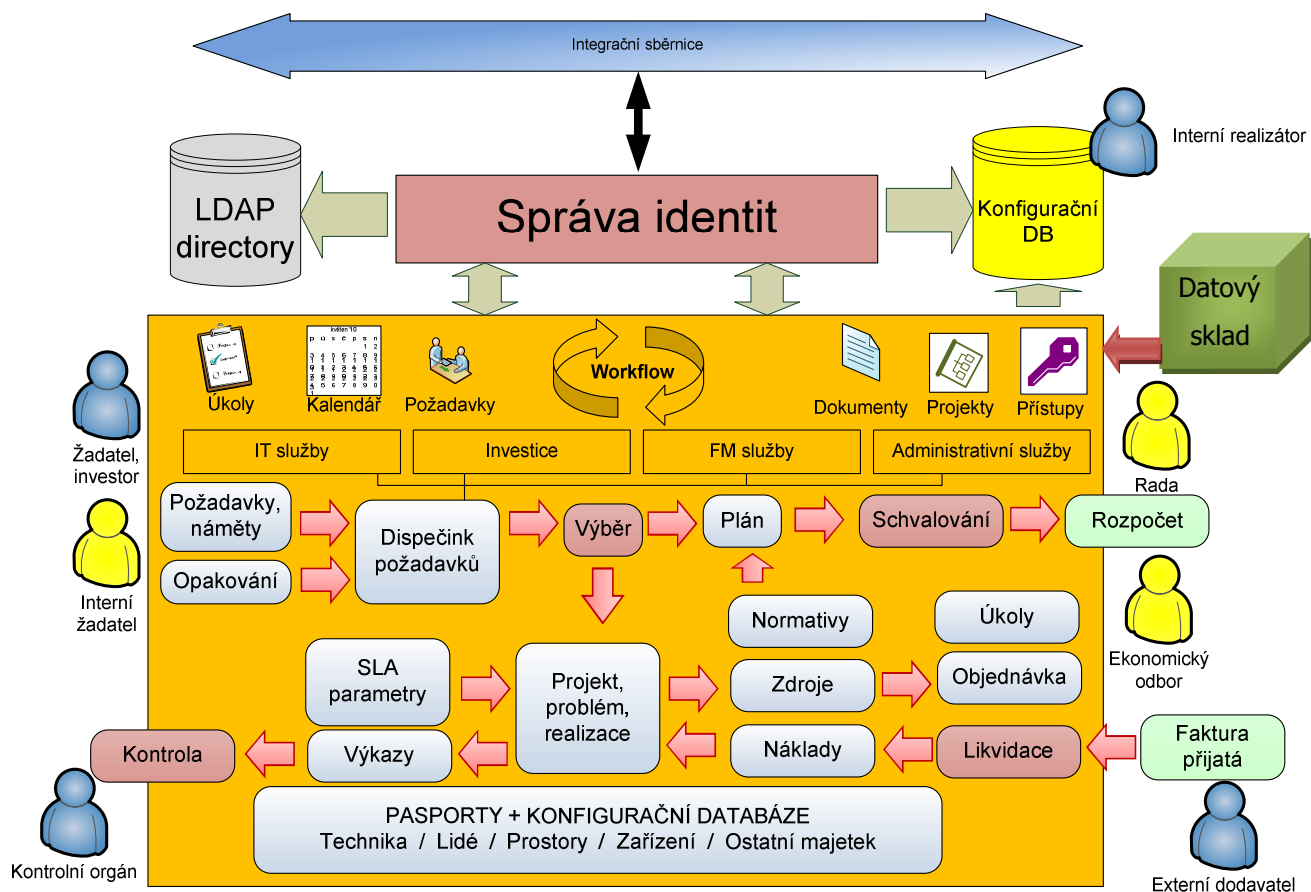 Integrační sběrnice
Interní realizátor
LDAP
directory
Správa identit
Konfigurační
DB
Datový
sklad
květen '10
Workflow
Úkoly
Kalendář
Požadavky
Dokumenty
Projekty
Přístupy
Žadatel,
investor
IT služby
Investice
FM služby
Administrativní služby
Rada
Požadavky,
náměty
Dispečink
požadavků
Výběr
Plán
Schvalování
Rozpočet
Opakování
Interní
žadatel
Normativy
Úkoly
Ekonomický
odbor
SLA
parametry
Projekt,
problém,
realizace
Zdroje
Objednávka
Kontrola
Výkazy
Náklady
Likvidace
Faktura
přijatá
PASPORTY + KONFIGURAČNÍ DATABÁZE
Technika / Lidé / Prostory / Zařízení / Ostatní majetek
Kontrolní orgán
Externí dodavatel